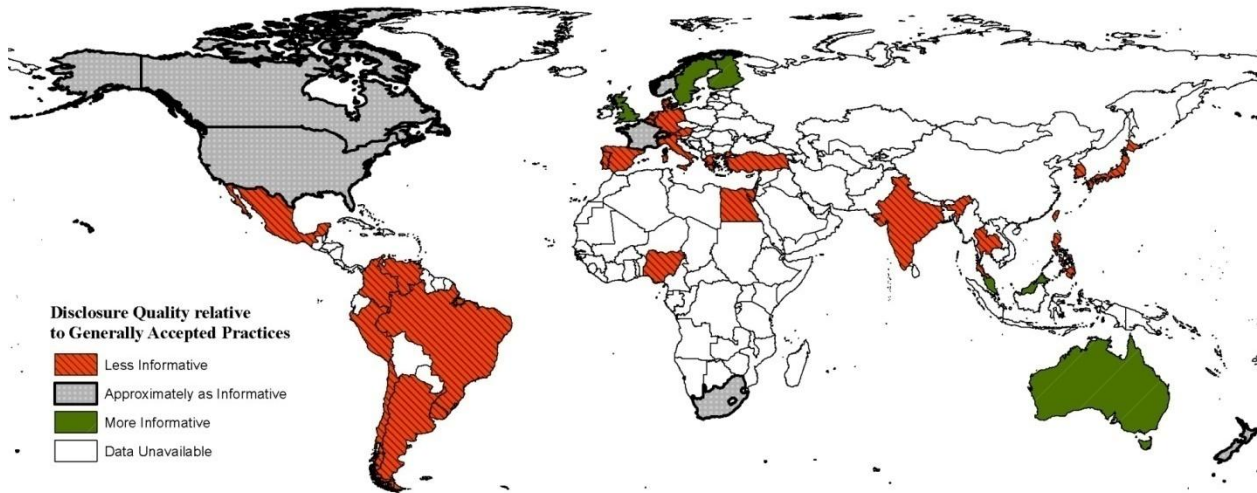 Disclosure Quality relative
to Generally Accepted Practices
Less Informative
Approximately as Informative
More Informative
Data Unavailable